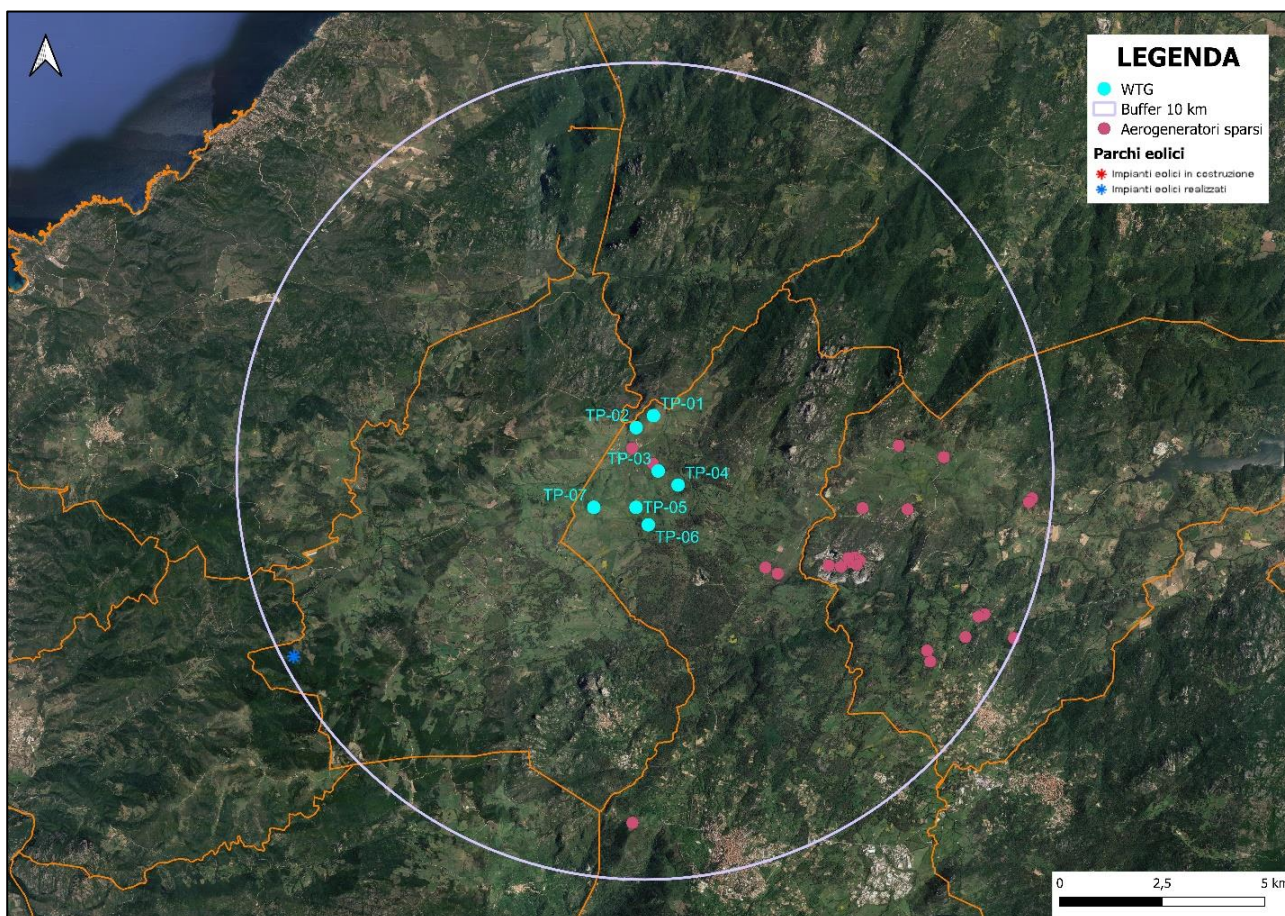 LEGENDA
WTG
Buffer 10 km
Aerogeneratori sparsi
Parchi eolici
Impianti eolici in costruzione
Impianti eolici realizzati
TP-01
TP-02
TP-03
TP-04
TP-07
TP-05
TP-06
0 2,5 5 km